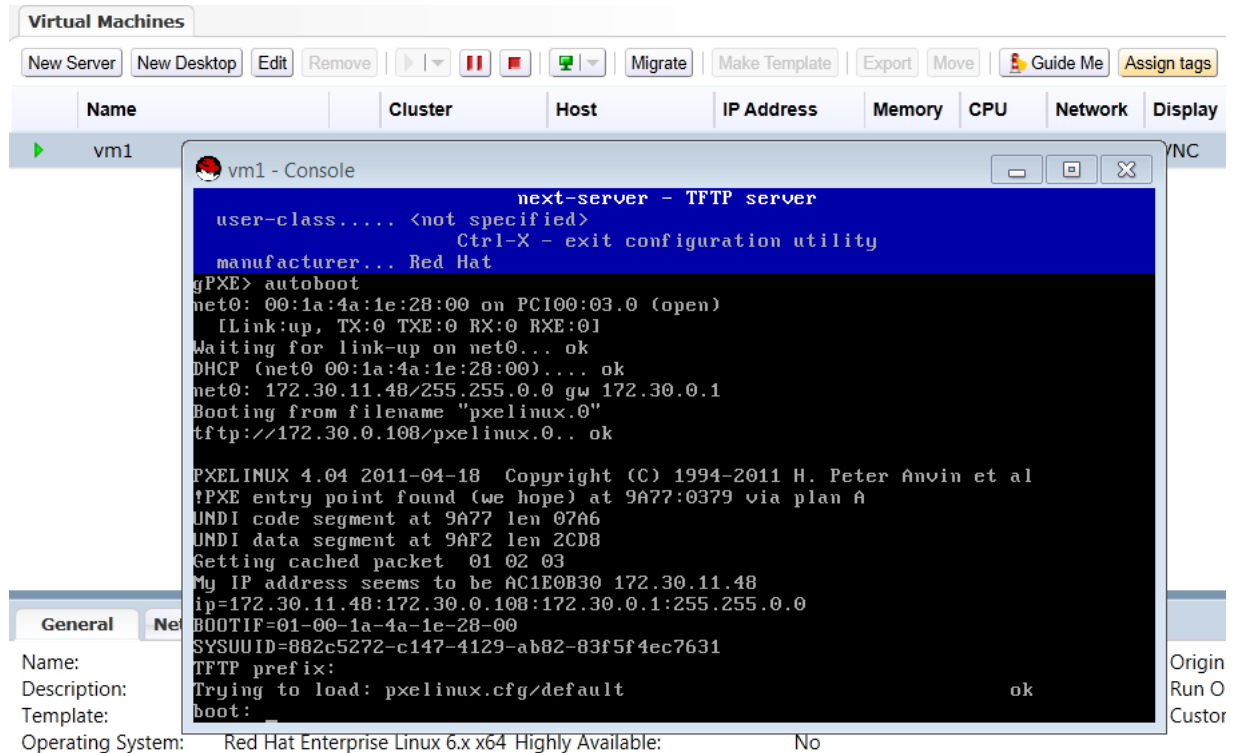 Virtual Machines
New Server New Desktop Edit Remove Migrate Make Template Export Move Guide Me Assign tags
Name Cluster Host IP Address Memory CPU Network Display
vm1 VNC
vm1 - Console
next-server - TFTP server
user-class..... <not specified>
Ctrl-X - exit configuration utility
manufacturer... Red Hat
gPXE> autoboot
net0: 00:1a:4a:1e:28:00 on PCI00:03.0 (open)
[Link:up, TX:0 TXE:0 RX:0 RXE:0]
Waiting for link-up on net0... ok
DHCP (net0 00:1a:4a:1e:28:00).... ok
net0: 172.30.11.48/255.255.0.0 gw 172.30.0.1
Booting from filename "pxelinux.0"
tftp://172.30.0.108/pxelinux.0.. ok
PXELINUX 4.04 2011-04-18 Copyright (C) 1994-2011 H. Peter Anvin et al
!PXE entry point found (we hope) at 9A77:0379 via plan A
UNDI code segment at 9A77 len 07A6
UNDI data segment at 9AF2 len 2CD8
Getting cached packet 01 02 03
My IP address seems to be AC1E0B30 172.30.11.48
ip=172.30.11.48:172.30.0.108:172.30.0.1:255.255.0.0
BOOTIF=01-00-1a-4a-1e-28-00
SYSUUID=882c5272-c147-4129-ab82-83f5f4ec7631
TFTP prefix:
Trying to load: pxelinux.cfg/default ok
boot: _
General Net
Name: Origin
Description: Run O
Template: Custor
Operating System: Red Hat Enterprise Linux 6.x x64 Highly Available: No